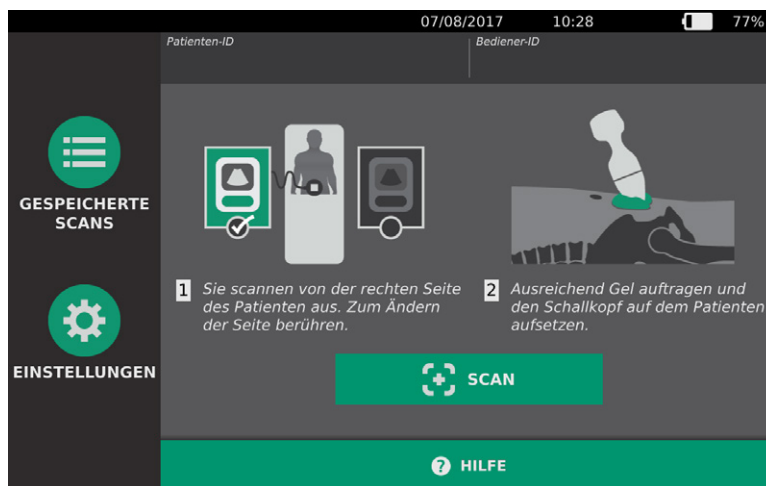 07/08/2017 10:28 77%
Patienten-ID Bediener-ID
GESPEICHERTE
SCANS
1 Sie scannen von der rechten Seite
des Patienten aus. Zum Ändern
der Seite berühren.
2 Ausreichend Gel auftragen und
den Schallkopf auf dem Patienten
aufsetzen.
EINSTELLUNGEN
SCAN
HILFE